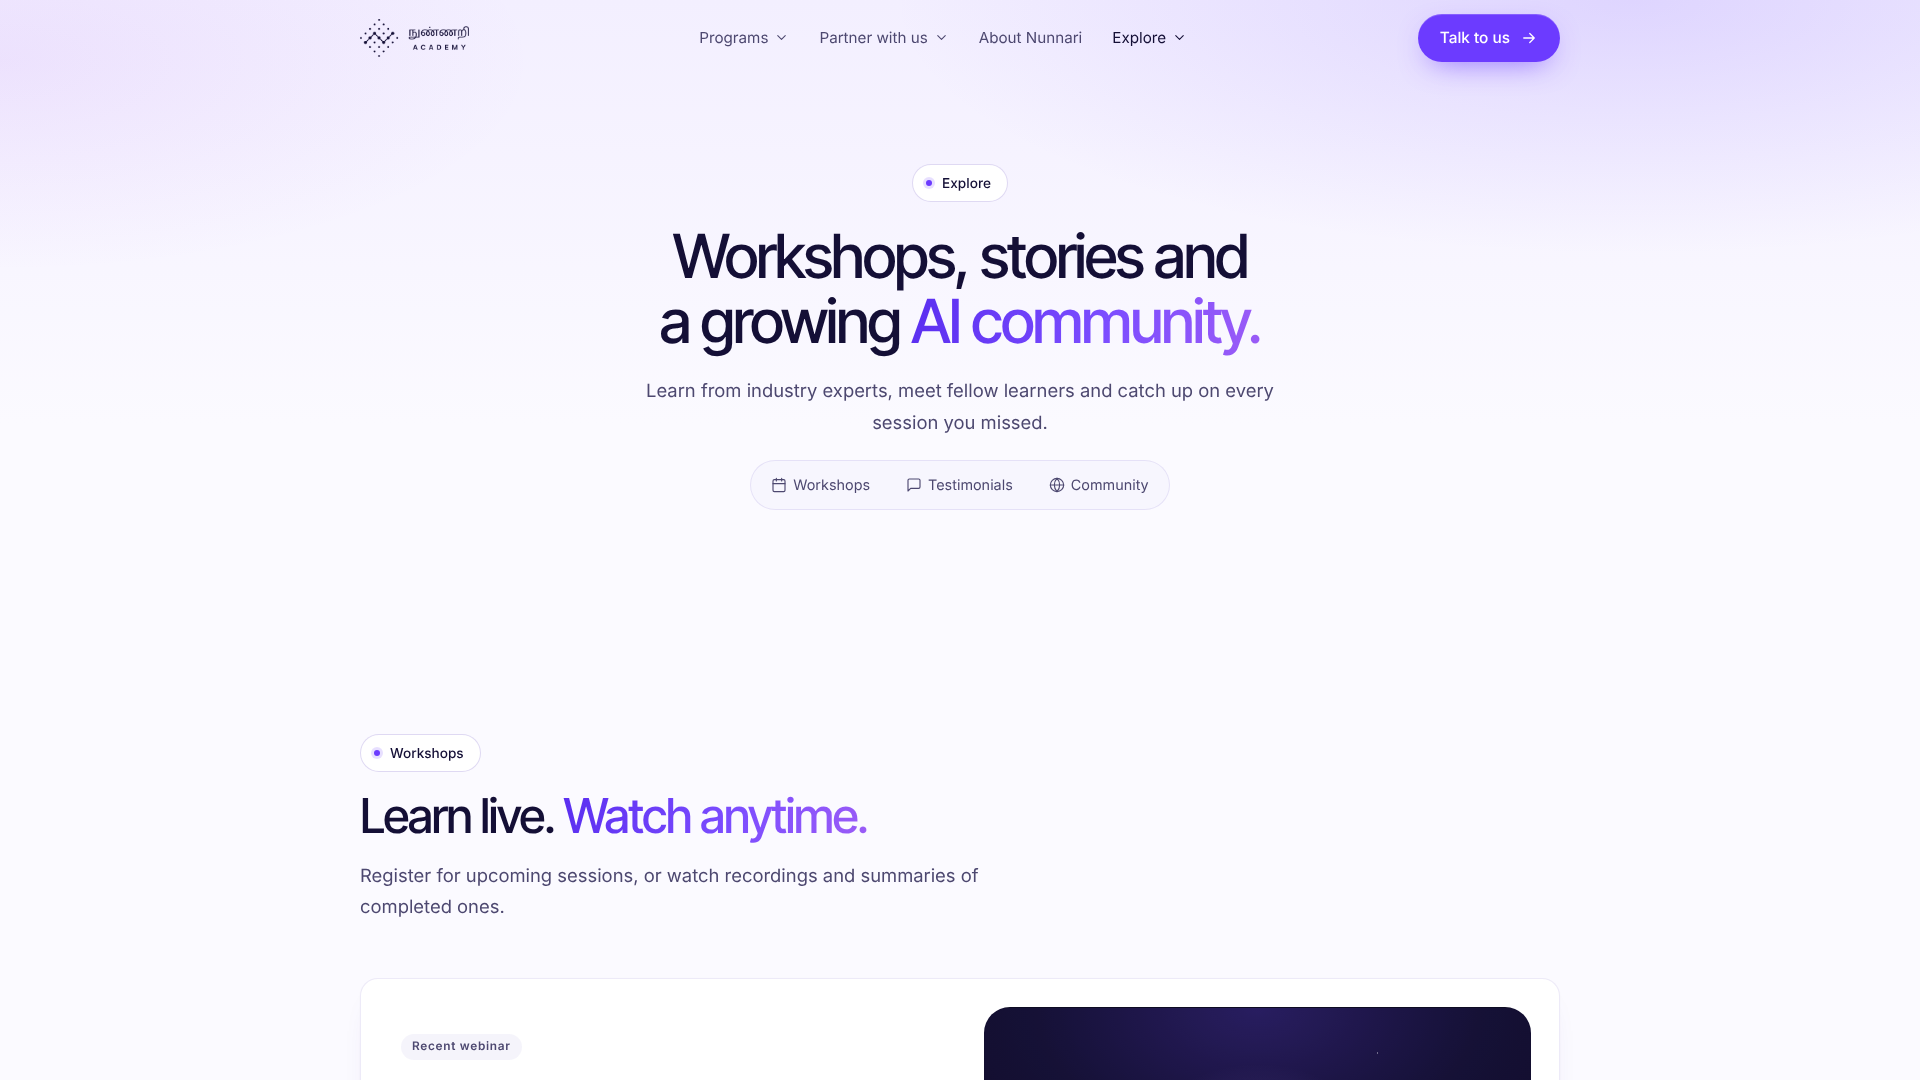 நுண்ணறி
ACADEMY
Programs
Partner with us
About Nunnari
Explore
Talk to us
Explore
Workshops, stories and
a growing AI community.
Learn from industry experts, meet fellow learners and catch up on every
session you missed.
Workshops
Testimonials
Community
Workshops
Learn live. Watch anytime.
Register for upcoming sessions, or watch recordings and summaries of
completed ones.
Recent webinar